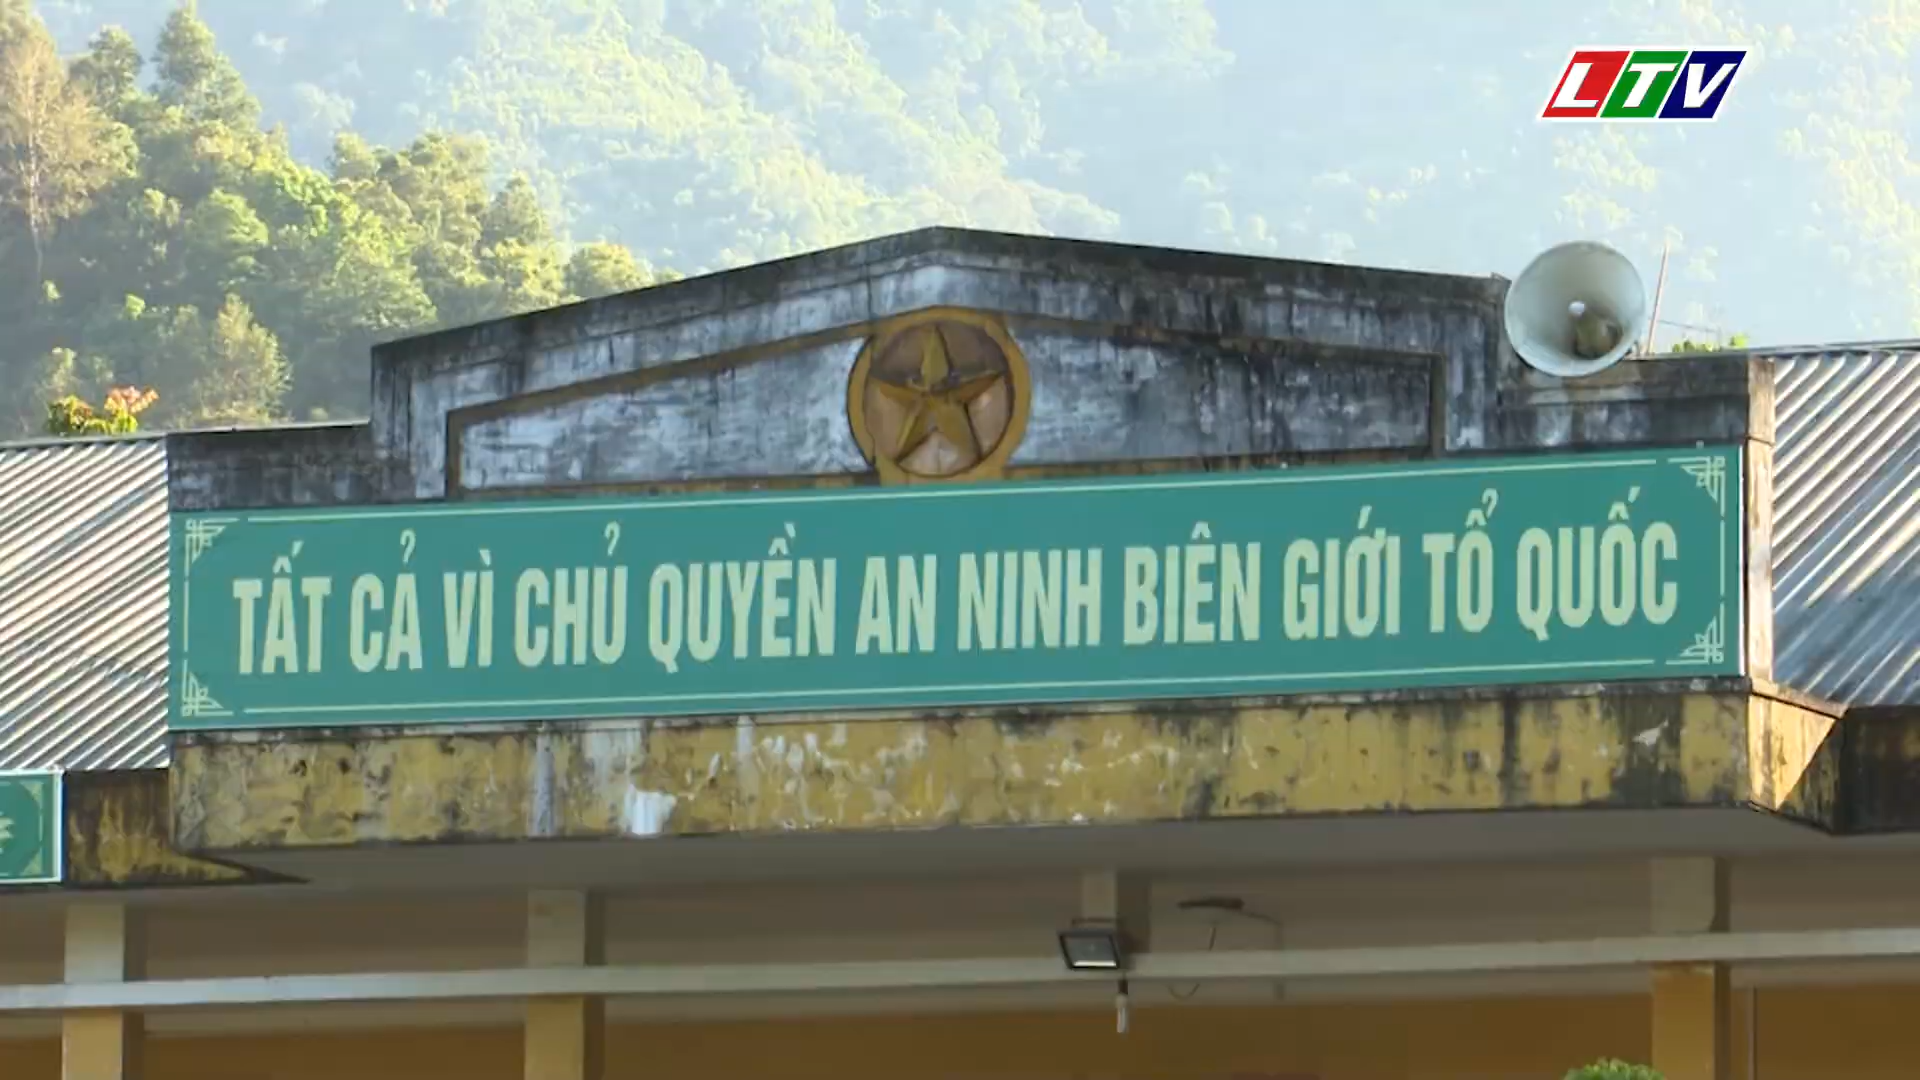 LTV
TẤT CẢ VÌ CHỦ QUYỀN AN NINH BIÊN GIỚI TỔ QUỐC